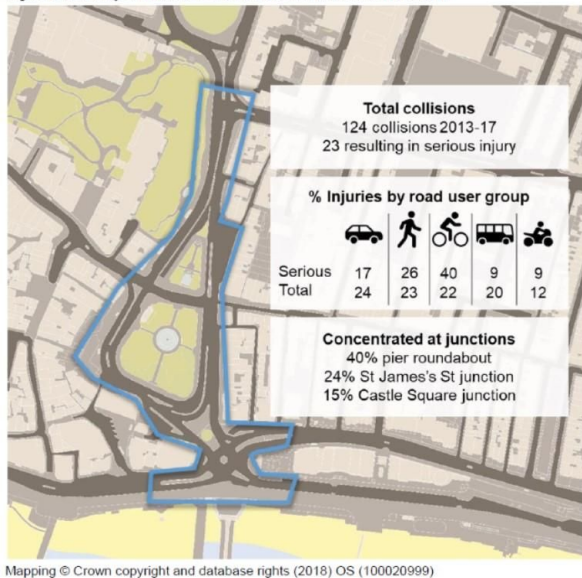 Total collisions
124 collisions 2013-17
23 resulting in serious injury
% Injuries by road user group
Serious 17 26 40 9 9
Total 24 23 22 20 12
Concentrated at junctions
40% pier roundabout
24% St James's St junction
15% Castle Square junction
Mapping © Crown copyright and database rights (2018) OS (100020999)